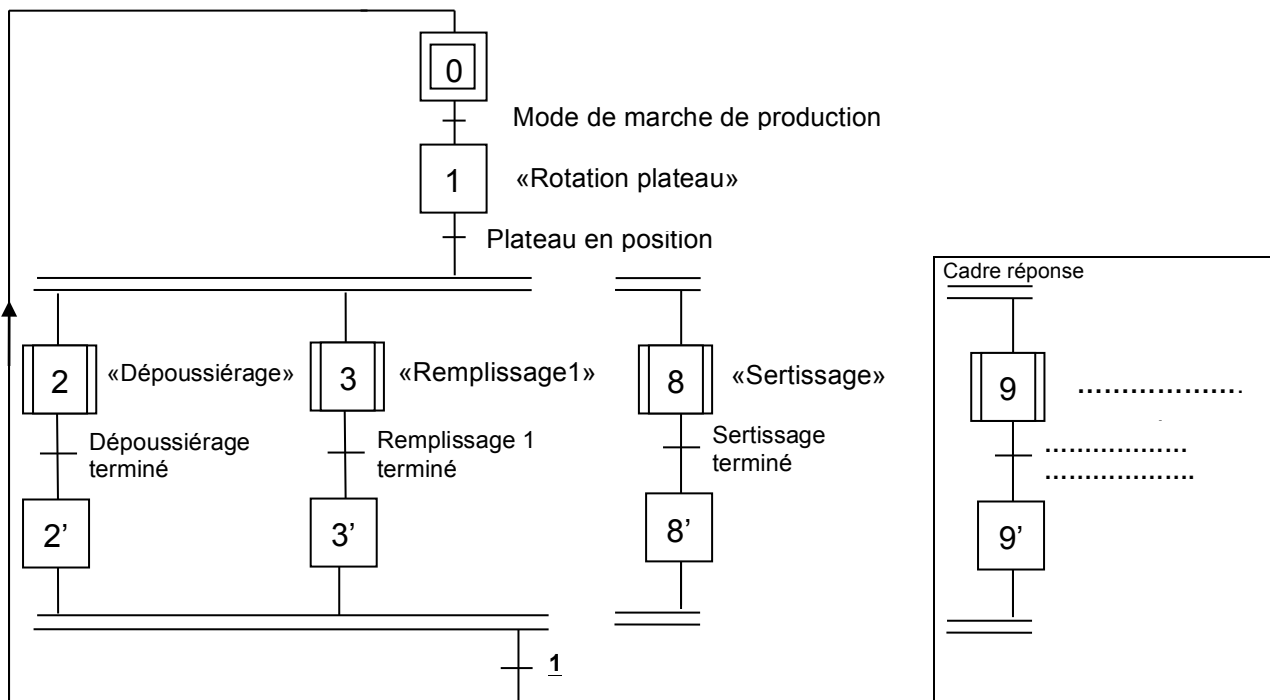 0
Mode de marche de production
1
«Rotation plateau»
Plateau en position
Cadre réponse
2
«Dépoussiérage»
3
«Remplissage1»
8
«Sertissage»
9
....................
Dépoussiérage
terminé
Remplissage 1
terminé
Sertissage
terminé
..................
...................
2’
3’
8’
9’
1